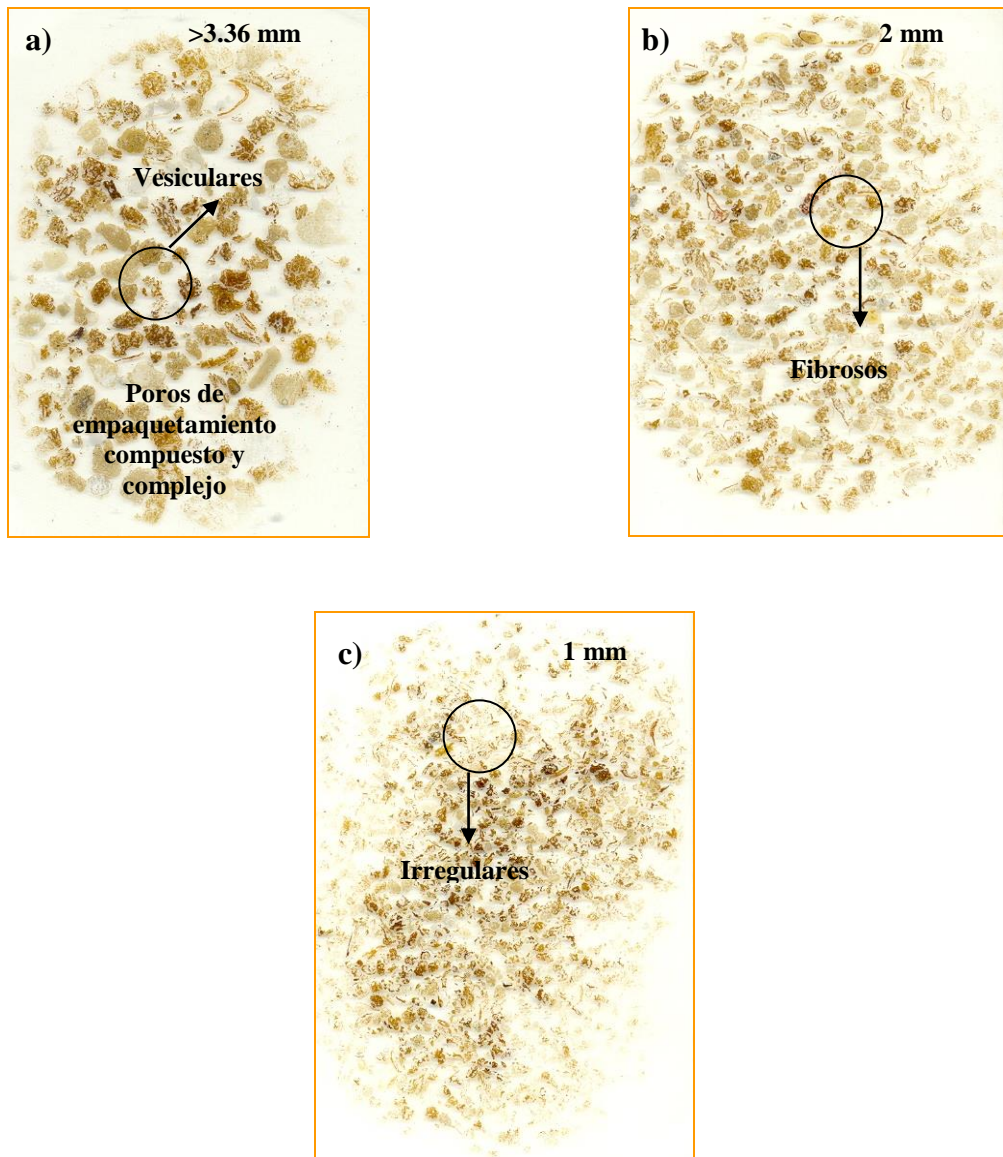 a)
>3.36 mm
Vesiculares
Poros de
empaquetamiento
compuesto y
complejo
b)
2 mm
Fibrosos
c)
1 mm
Irregulares